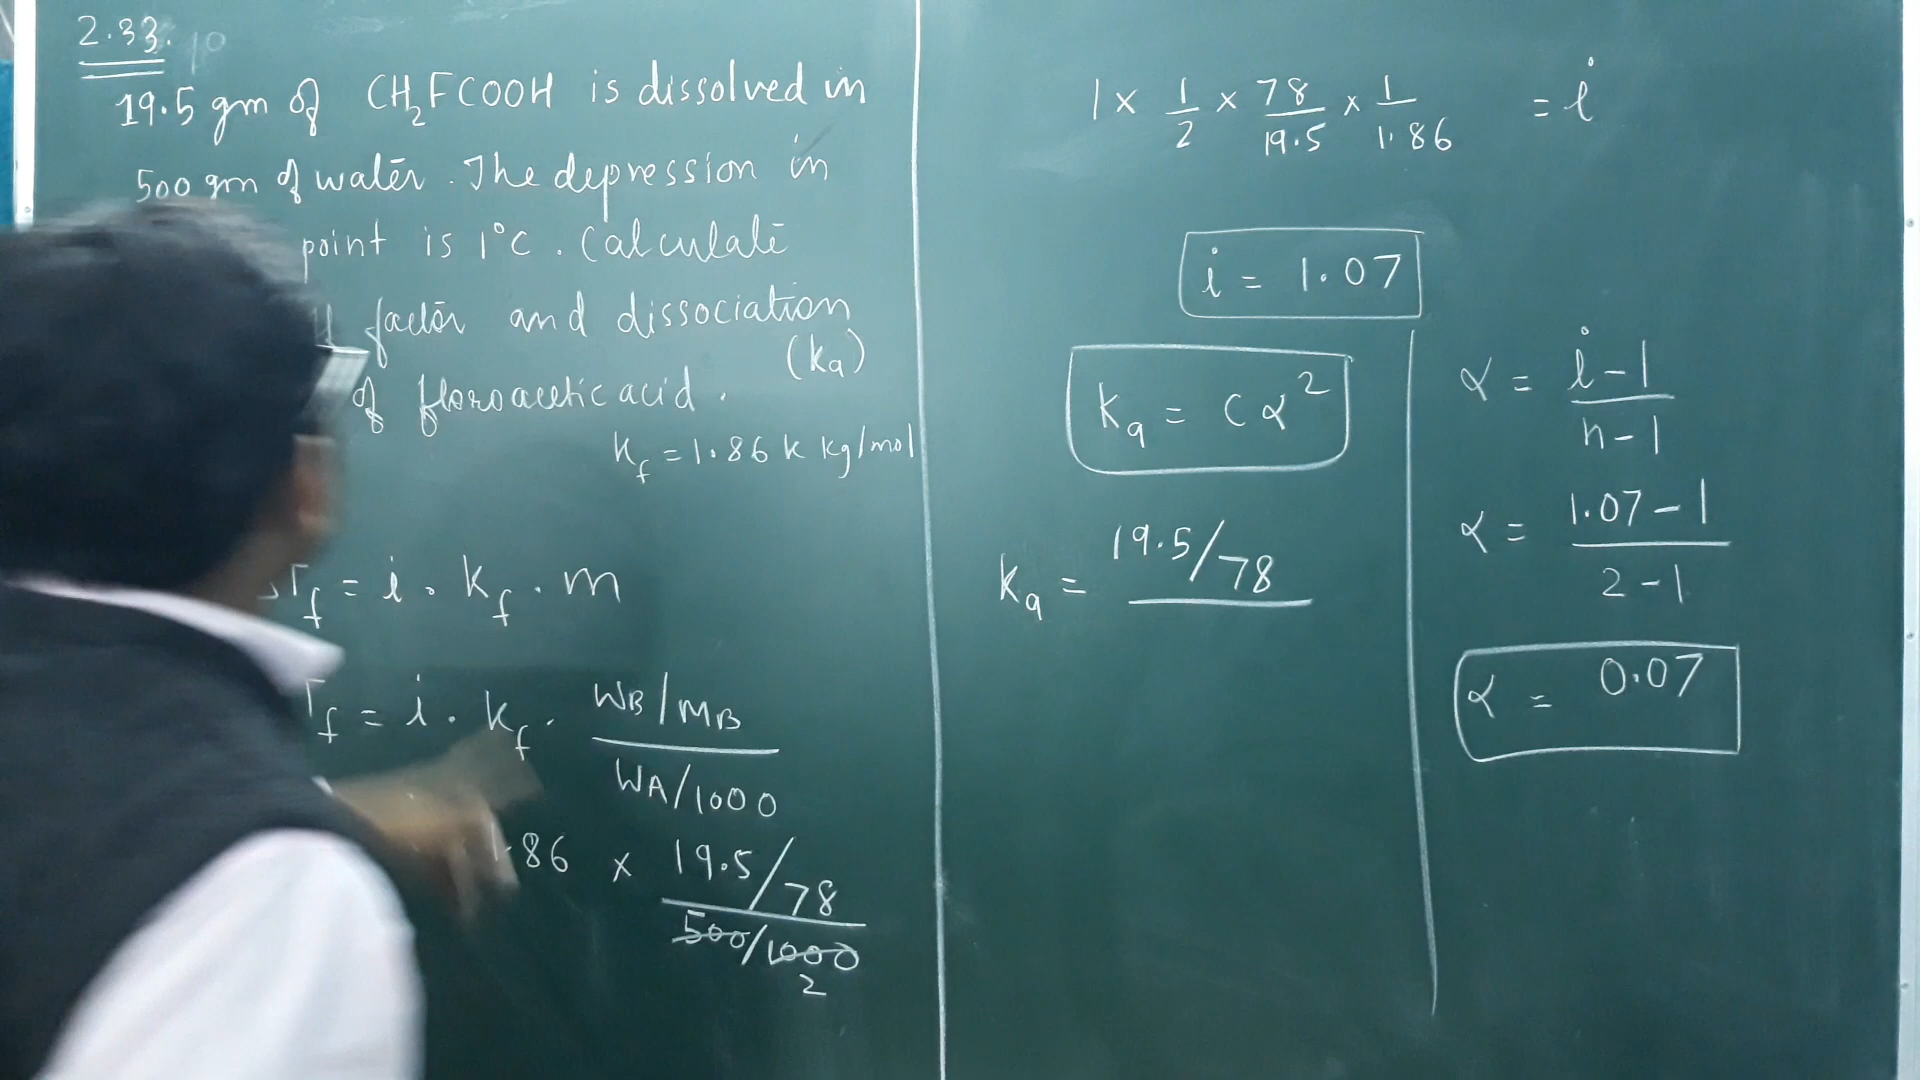 2.33.
19.5 gm of CH₂FCOOH is dissolved in
500 gm of water. The depression in
point is 1°C. Calculate
factor and dissociation
(Ka)
of floroacetic acid.
Kf = 1.86 K kg/mol
Tf = i . Kf . m
Tf = i . Kf . WB/MB
WA/1000
1.86 × 19.5/78
500/1000
2
1 × 1/2 × 78/19.5 × 1/1.86 = i
i = 1.07
Ka = Cα²
Ka = 19.5/78
α = i-1
n-1
α = 1.07-1
2-1
α = 0.07